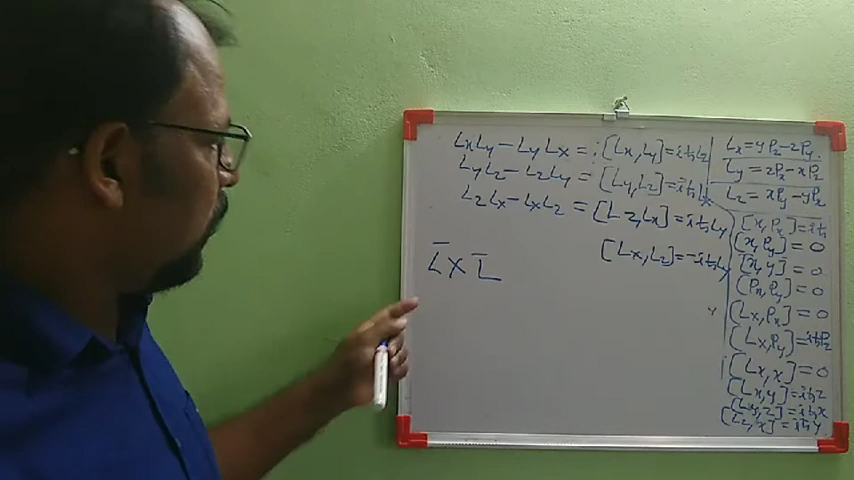 LxLy - LyLx = [Lx, Ly] = iħLz
LyLz - LzLy = [Ly, Lz] = iħLx
LzLx - LxLz = [Lz, Lx] = iħLy
[Lx, Lz] = -iħLy
L̄ x L̄
Lx = yPz - zPy
Ly = zPx - xPz
Lz = xPy - yPx
[x, Px] = iħ
[x, Py] = 0
[x, y] = 0
[Px, Py] = 0
[Lx, Px] = 0
[Lx, Py] = iħPz
[Lx, x] = 0
[Lx, y] = iħz
[Ly, z] = iħx
[Lz, x] = iħy